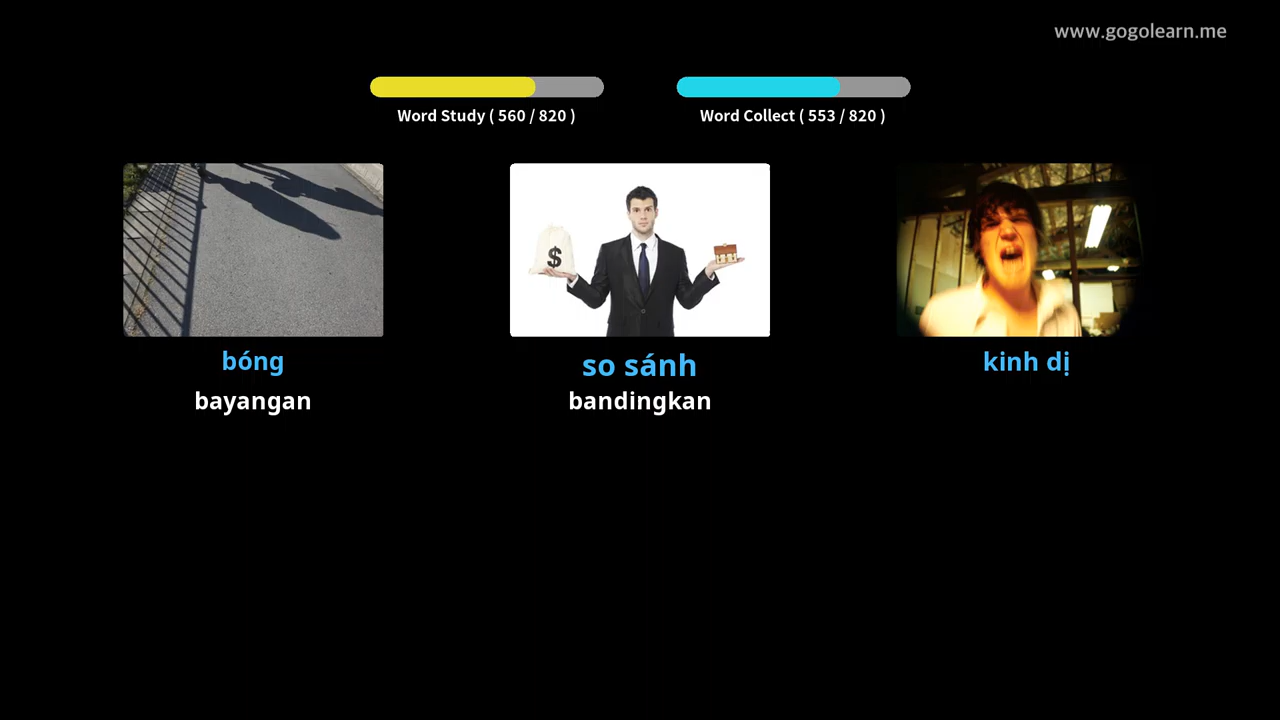 www.gogolearn.me
Word Study ( 560 / 820 )
Word Collect ( 553 / 820 )
bóng
bayangan
so sánh
bandingkan
kinh dị
$